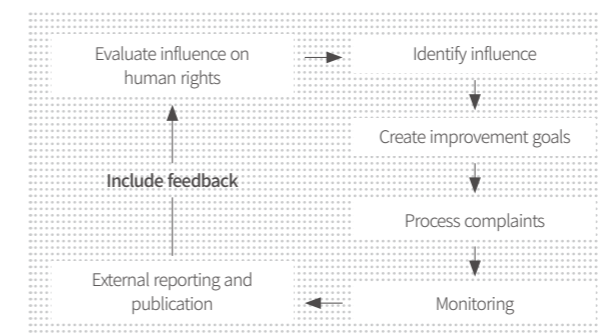 Evaluate influence on
human rights
Identify influence
Create improvement goals
Process complaints
Monitoring
External reporting and
publication
Include feedback